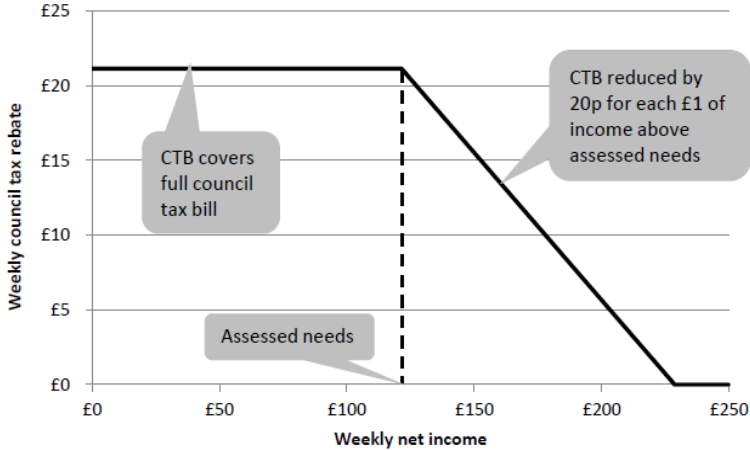 £25
£20
£15
£10
£5
£0
Weekly council tax rebate
CTB covers
full council
tax bill
CTB reduced by
20p for each £1 of
income above
assessed needs
Assessed needs
£0 £50 £100 £150 £200 £250
Weekly net income